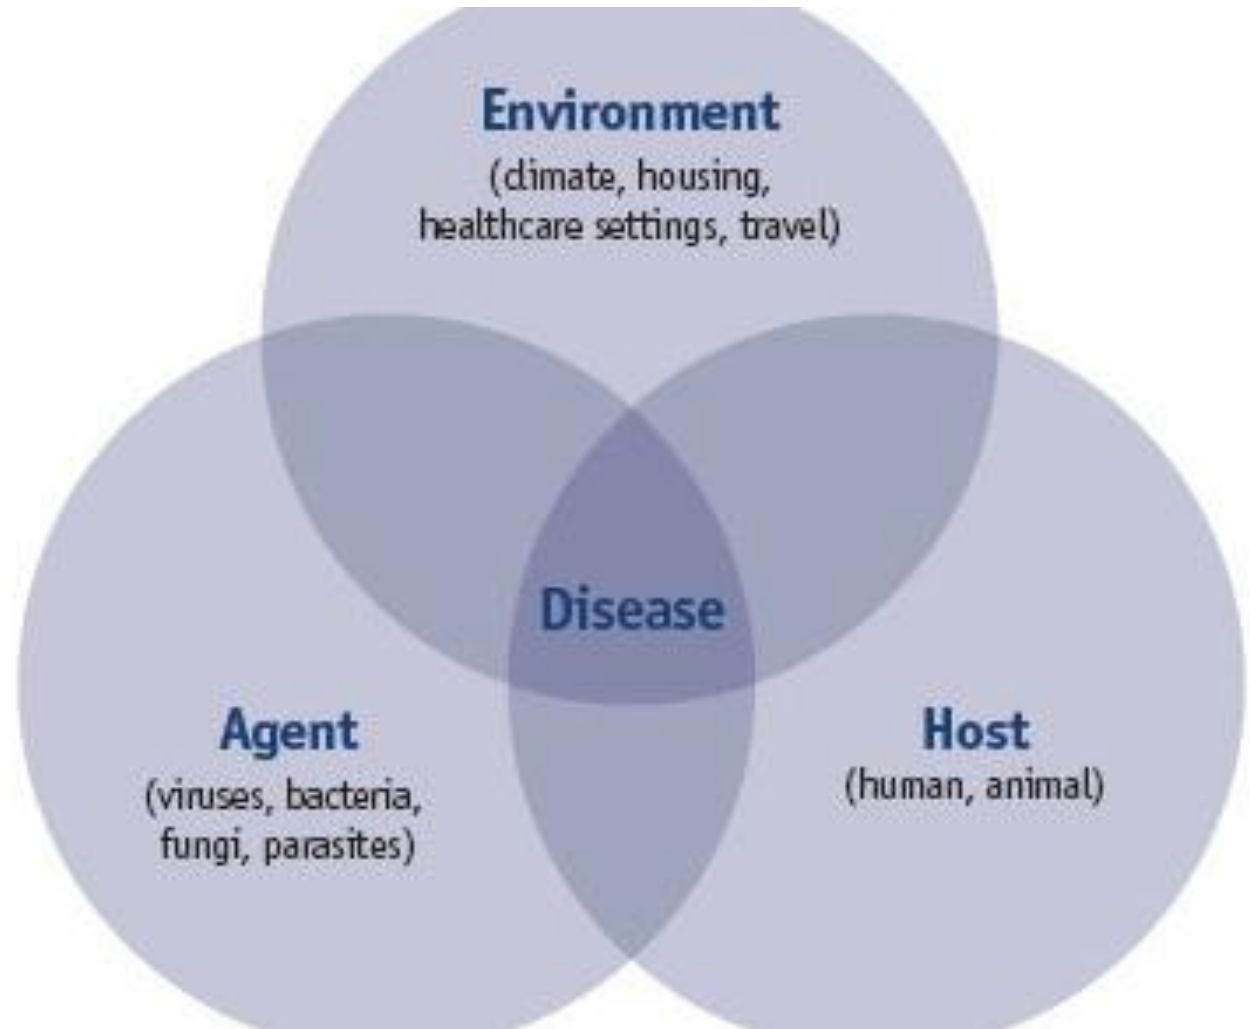 Environment
(climate, housing,
healthcare settings, travel)
Disease
Agent
(viruses, bacteria,
fungi, parasites)
Host
(human, animal)